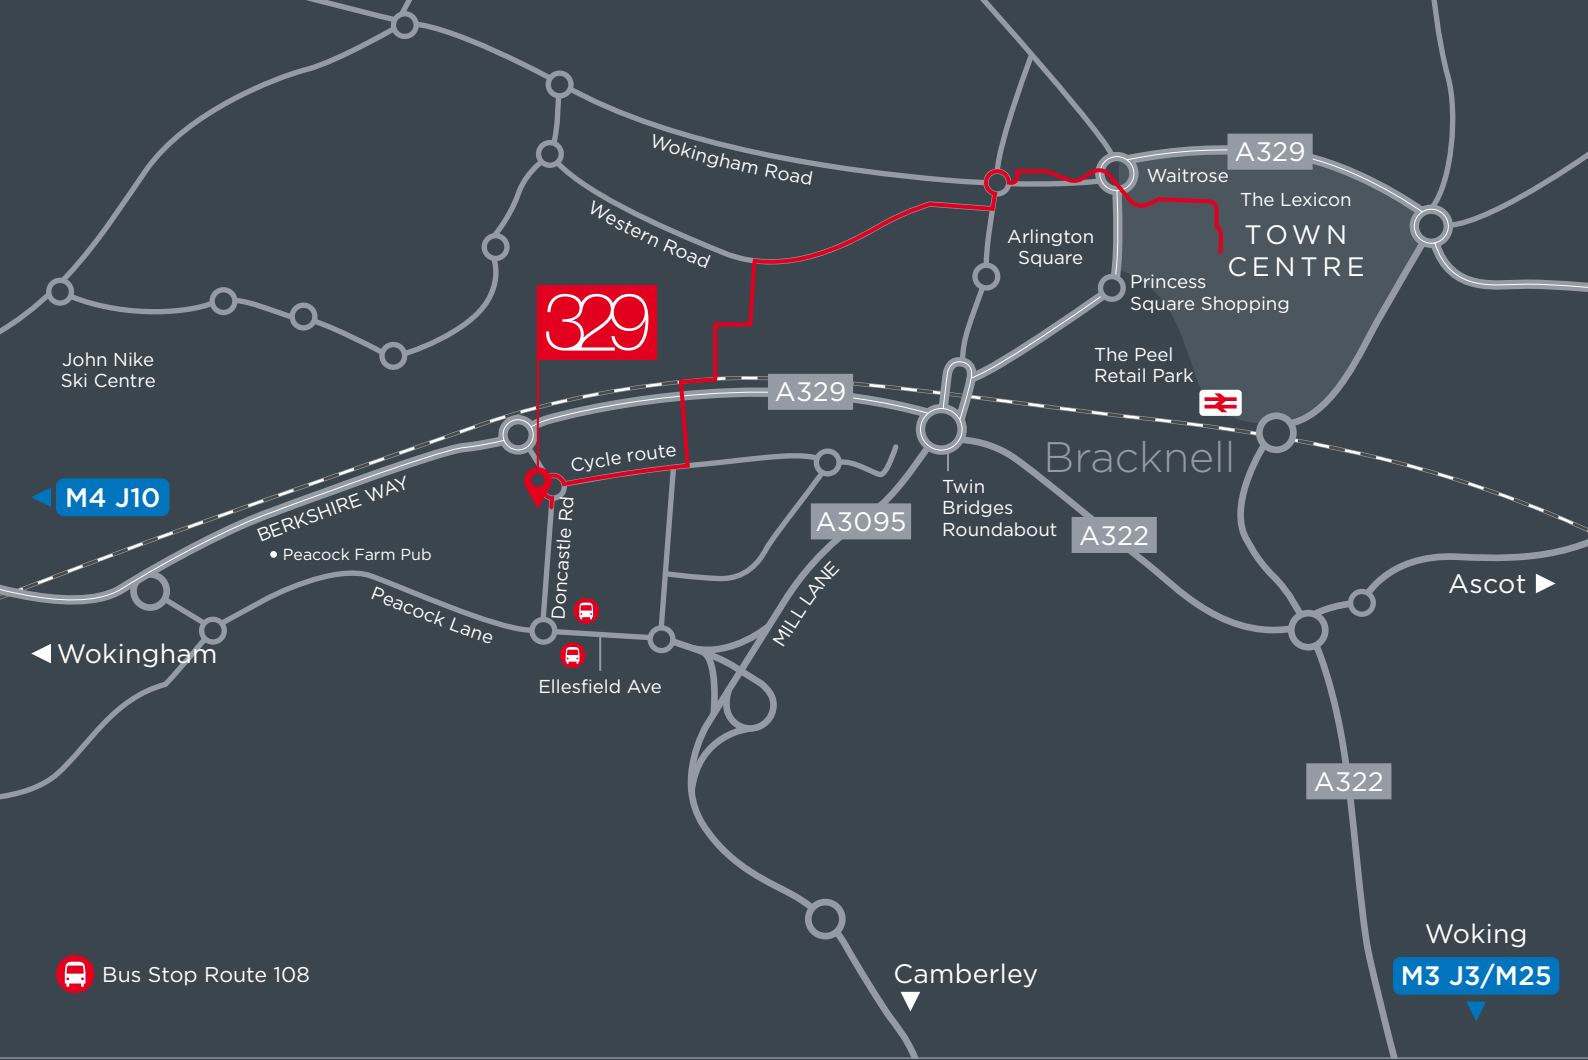 Wokingham Road
A329
Waitrose
The Lexicon
TOWN
CENTRE
Western Road
Arlington
Square
Princess
Square Shopping
329
John Nike
Ski Centre
The Peel
Retail Park
A329
Cycle route
Bracknell
M4 J10
BERKSHIRE WAY
Twin
Bridges
Roundabout
A3095
A322
Peacock Farm Pub
Doncastle Rd
Ascot
Peacock Lane
MILL LANE
Wokingham
Ellesfield Ave
A322
Woking
M3 J3/M25
Camberley
Bus Stop Route 108